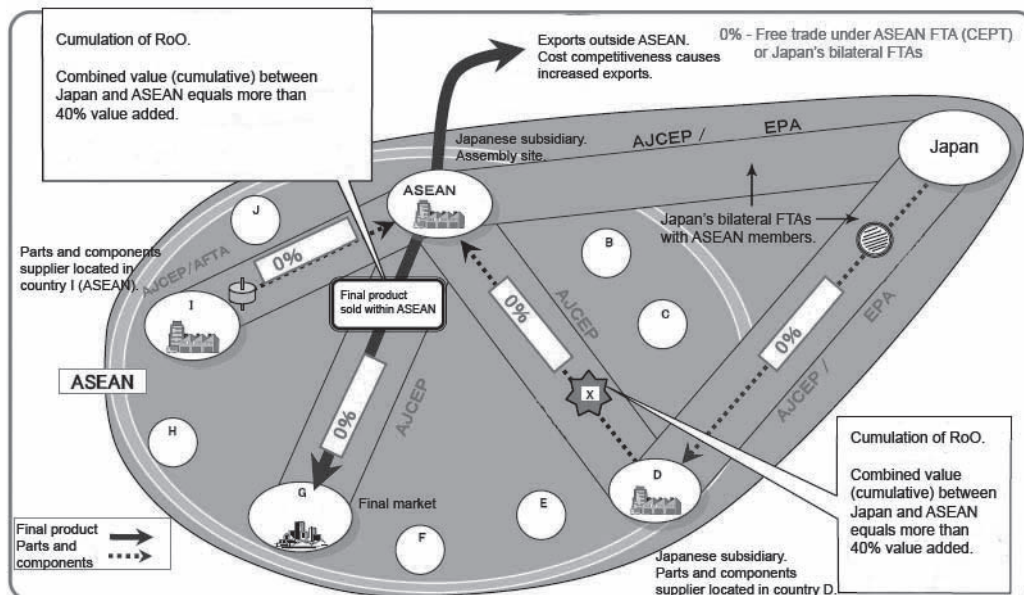 Cumulation of RoO.
Combined value (cumulative) between
Japan and ASEAN equals more than
40% value added.
Exports outside ASEAN.
Cost competitiveness causes
increased exports.
0% - Free trade under ASEAN FTA (CEPT)
or Japan's bilateral FTAs
Japanese subsidiary.
Assembly site.
AJCEP / EPA
Japan
ASEAN
J
0%
AJCEP/AFTA
Parts and components
supplier located in
country I (ASEAN).
I
B
Japan's bilateral FTAs
with ASEAN members.
Final product
sold within ASEAN
0%
AJCEP
C
0%
AJCEP / EPA
ASEAN
0%
AJCEP
X
H
Cumulation of RoO.
Combined value
(cumulative) between
Japan and ASEAN
equals more than
40% value added.
G
Final market
E
D
F
Final product
Parts and
components
Japanese subsidiary.
Parts and components
supplier located in country D.